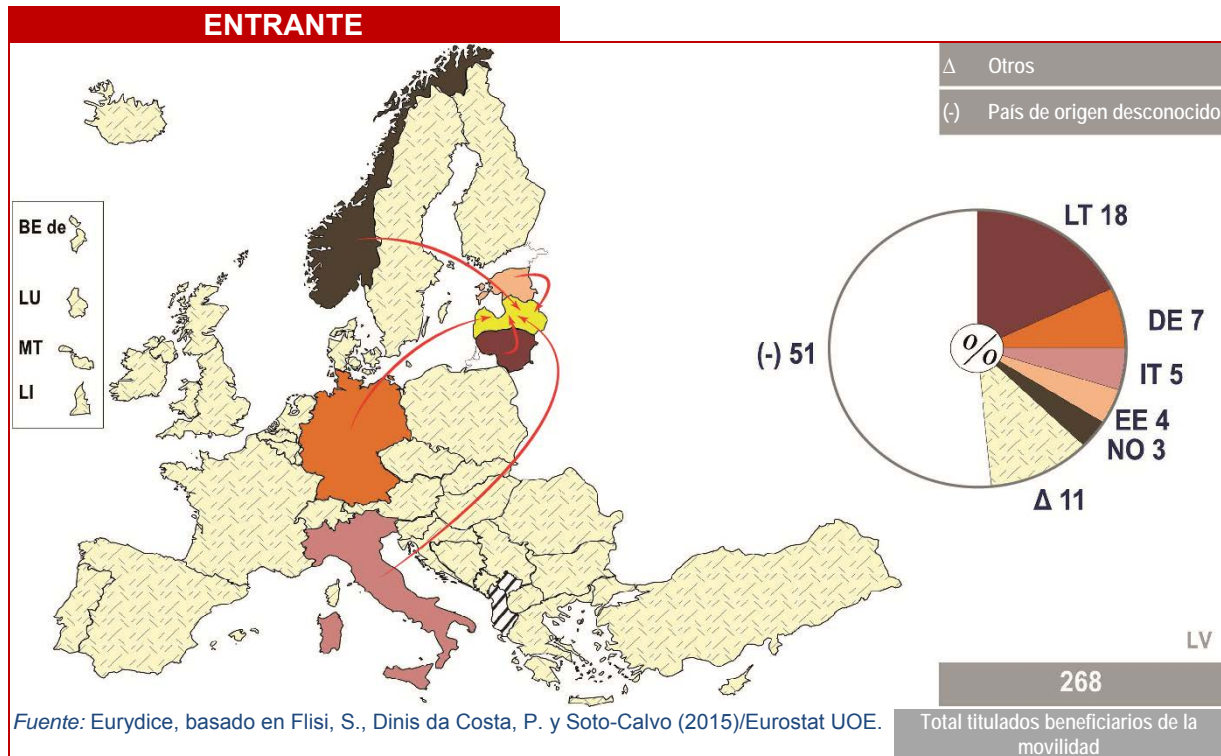 ENTRANTE
Δ Otros
(-) País de origen desconocido
BE de
LU
MT
LI
LT 18
DE 7
IT 5
EE 4
NO 3
Δ 11
(-) 51
%
LV
268
Total titulados beneficiarios de la
movilidad
Fuente: Eurydice, basado en Flisi, S., Dinis da Costa, P. y Soto-Calvo (2015)/Eurostat UOE.